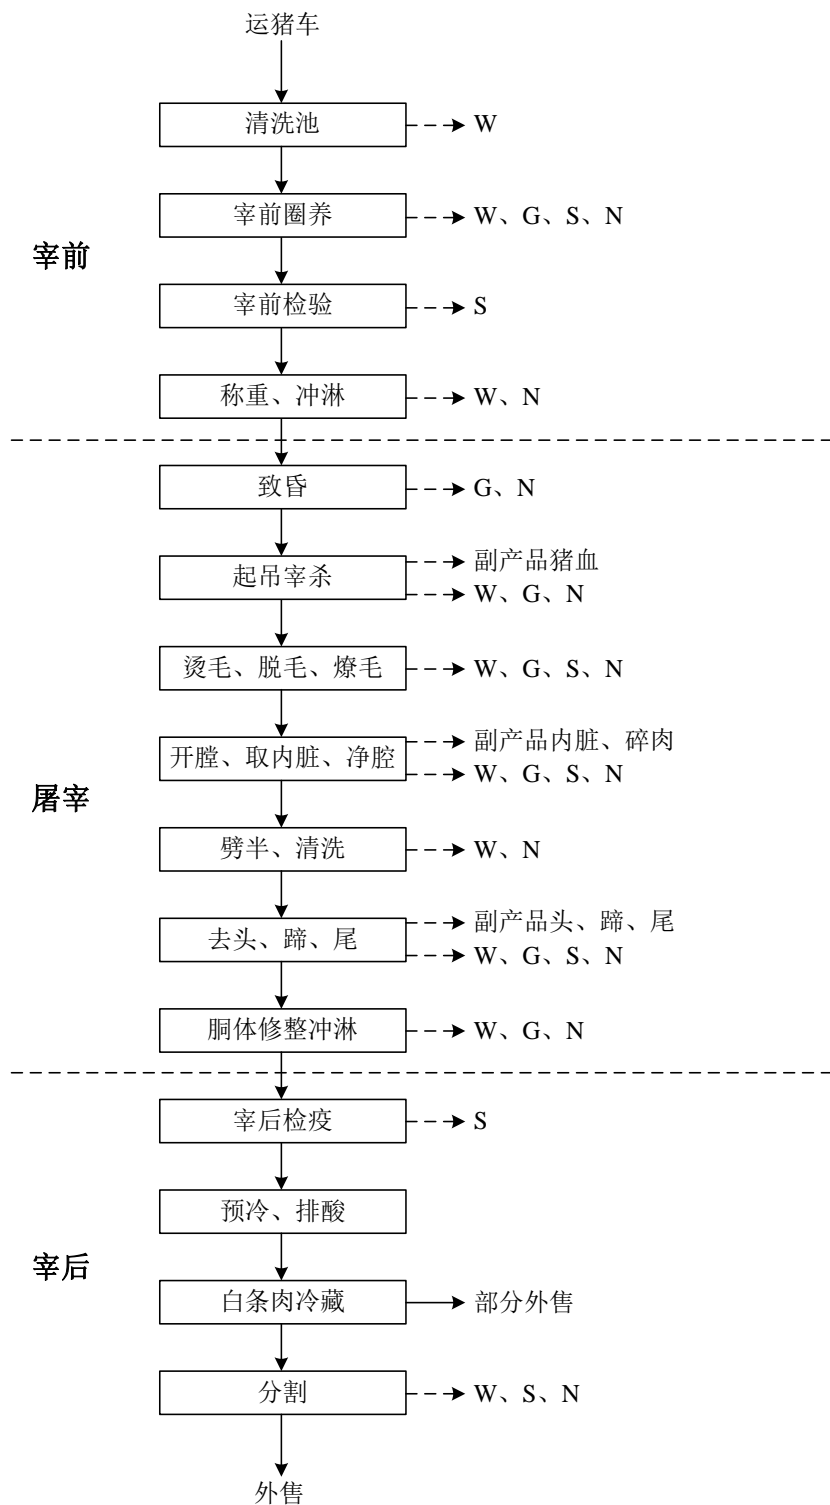 运猪车
清洗池
W
宰前圈养
W、G、S、N
宰前
宰前检验
S
称重、冲淋
W、N
致昏
G、N
起吊宰杀
副产品猪血
W、G、N
烫毛、脱毛、燎毛
W、G、S、N
开膛、取内脏、净腔
副产品内脏、碎肉
W、G、S、N
屠宰
劈半、清洗
W、N
去头、蹄、尾
副产品头、蹄、尾
W、G、S、N
胴体修整冲淋
W、G、N
宰后检疫
S
预冷、排酸
宰后
白条肉冷藏
部分外售
分割
W、S、N
外售